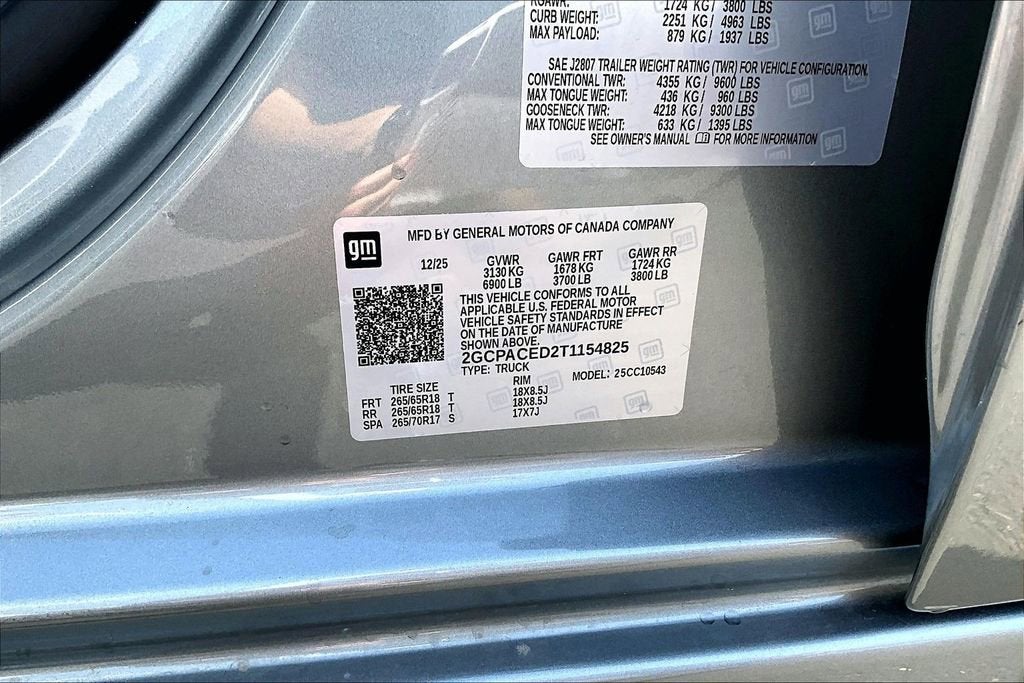 RGAWR: 1724 KG / 3800 LBS
CURB WEIGHT: 2251 KG / 4963 LBS
MAX PAYLOAD: 879 KG / 1937 LBS
SAE J2807 TRAILER WEIGHT RATING (TWR) FOR VEHICLE CONFIGURATION.
CONVENTIONAL TWR: 4355 KG / 9600 LBS
MAX TONGUE WEIGHT: 436 KG / 960 LBS
GOOSENECK TWR: 4218 KG / 9300 LBS
MAX TONGUE WEIGHT: 633 KG / 1395 LBS
SEE OWNER'S MANUAL FOR MORE INFORMATION
gm
MFD BY GENERAL MOTORS OF CANADA COMPANY
12/25 GVWR GAWR FRT GAWR RR
3130 KG 1678 KG 1724 KG
6900 LB 3700 LB 3800 LB
THIS VEHICLE CONFORMS TO ALL
APPLICABLE U.S. FEDERAL MOTOR
VEHICLE SAFETY STANDARDS IN EFFECT
ON THE DATE OF MANUFACTURE
SHOWN ABOVE.
2GCPACED2T1154825
TYPE: TRUCK MODEL: 25CC10543
TIRE SIZE RIM
FRT 265/65R18 T 18X8.5J
RR 265/65R18 T 18X8.5J
SPA 265/70R17 S 17X7J